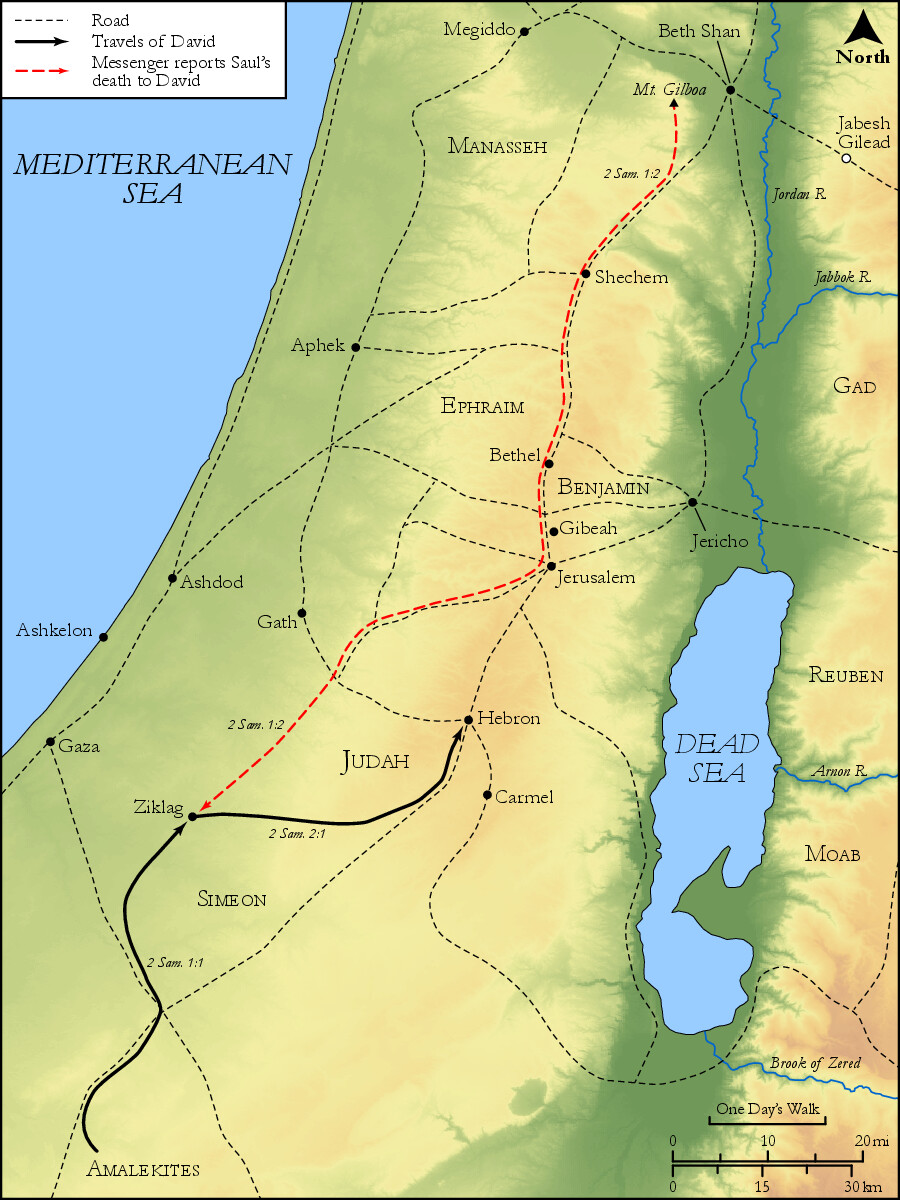 Road
Travels of David
Messenger reports Saul's
death to David
North
Megiddo
Beth Shan
Mt. Gilboa
Jabesh
Gilead
MEDITERRANEAN
SEA
MANASSEH
2 Sam. 1:2
Jordan R.
Shechem
Jabbok R.
Aphek
GAD
EPHRAIM
Bethel
BENJAMIN
Gibeah
Jericho
Jerusalem
Ashdod
Gath
Ashkelon
REUBEN
2 Sam. 1:2
Hebron
Gaza
JUDAH
DEAD
SEA
Arnon R.
Carmel
Ziklag
2 Sam. 2:1
MOAB
SIMEON
2 Sam. 1:1
Brook of Zered
One Day's Walk
0 10 20 mi
0 15 30 km
AMALEKITES